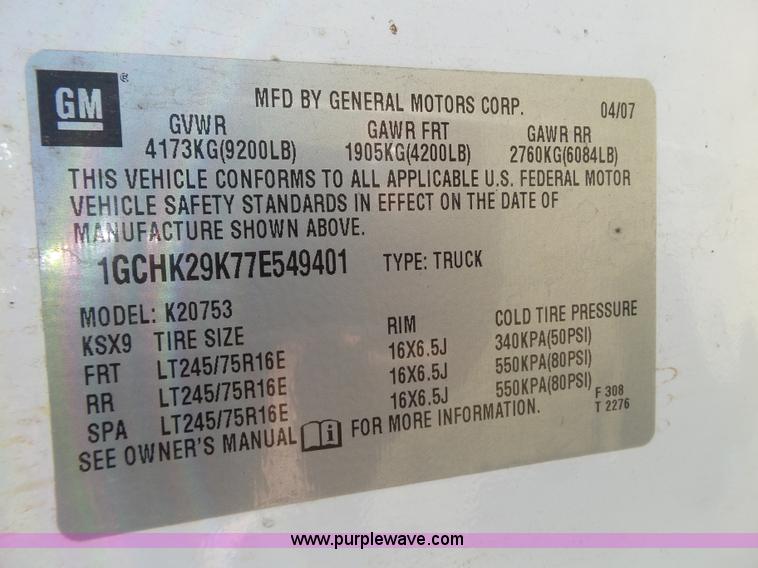 GM ®
MFD BY GENERAL MOTORS CORP. 04/07
GVWR GAWR FRT GAWR RR
4173KG(9200LB) 1905KG(4200LB) 2760KG(6084LB)
THIS VEHICLE CONFORMS TO ALL APPLICABLE U.S. FEDERAL MOTOR
VEHICLE SAFETY STANDARDS IN EFFECT ON THE DATE OF
MANUFACTURE SHOWN ABOVE.
1GCHK29K77E549401 TYPE: TRUCK
MODEL: K20753
KSX9 TIRE SIZE RIM COLD TIRE PRESSURE
FRT LT245/75R16E 16X6.5J 340KPA(50PSI)
RR LT245/75R16E 16X6.5J 550KPA(80PSI)
SPA LT245/75R16E 16X6.5J 550KPA(80PSI)
SEE OWNER'S MANUAL i FOR MORE INFORMATION.
F 308
T 2276
www.purplewave.com